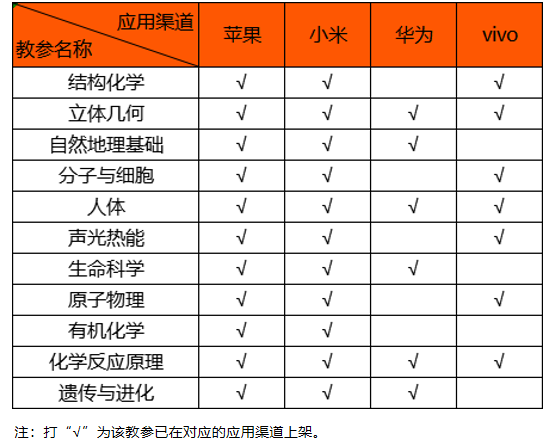 应用渠道 苹果 小米 华为 vivo
教参名称
结构化学 √ √ √
立体几何 √ √ √ √
自然地理基础 √ √ √
分子与细胞 √ √ √
人体 √ √ √ √
声光热能 √ √ √
生命科学 √ √ √
原子物理 √ √ √
有机化学 √ √
化学反应原理 √ √ √ √
遗传与进化 √ √ √
注：打“√”为该教参已在对应的应用渠道上架。